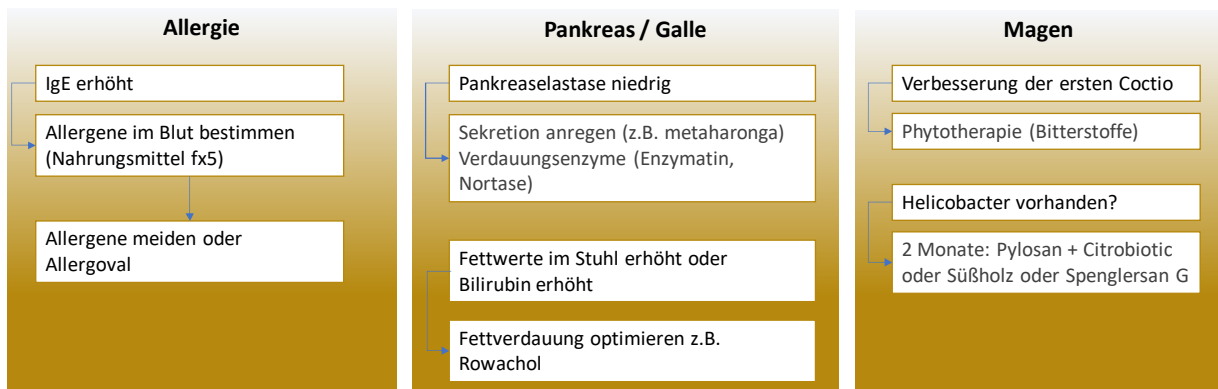 Allergie
IgE erhöht
Allergene im Blut bestimmen
(Nahrungsmittel fx5)
Allergene meiden oder
Allergoval
Pankreas / Galle
Pankreaselastase niedrig
Sekretion anregen (z.B. metaharonga)
Verdauungsenzyme (Enzymatin,
Nortase)
Fettwerte im Stuhl erhöht oder
Bilirubin erhöht
Fettverdauung optimieren z.B.
Rowachol
Magen
Verbesserung der ersten Coctio
Phytotherapie (Bitterstoffe)
Helicobacter vorhanden?
2 Monate: Pylosan + Citrobiotic
oder Süßholz oder Spenglersan G